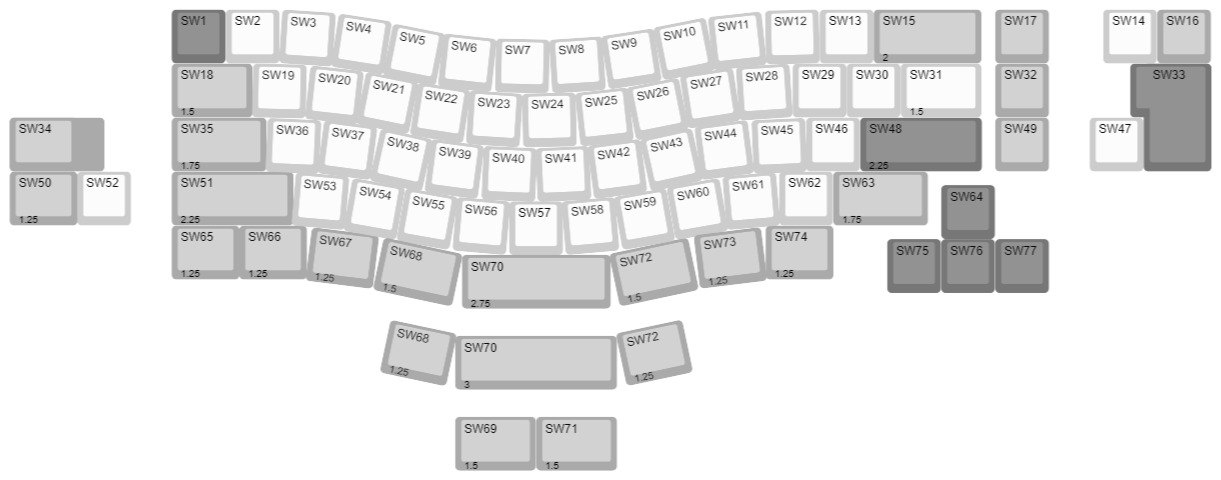 SW1 SW2 SW3 SW4 SW5 SW6 SW7 SW8 SW9 SW10 SW11 SW12 SW13 SW15 SW17 SW14 SW16
2
SW18 SW19 SW20 SW21 SW22 SW23 SW24 SW25 SW26 SW27 SW28 SW29 SW30 SW31 SW32 SW33
1.5 1.5
SW34 SW35 SW36 SW37 SW38 SW39 SW40 SW41 SW42 SW43 SW44 SW45 SW46 SW48 SW49 SW47
1.75 2.25
SW50 SW52 SW51 SW53 SW54 SW55 SW56 SW57 SW58 SW59 SW60 SW61 SW62 SW63 SW64
1.25 2.25 1.75
SW65 SW66 SW67 SW68 SW70 SW72 SW73 SW74 SW75 SW76 SW77
1.25 1.25 1.25 1.5 2.75 1.5 1.25 1.25
SW68 SW70 SW72
1.25 3 1.25
SW69 SW71
1.5 1.5